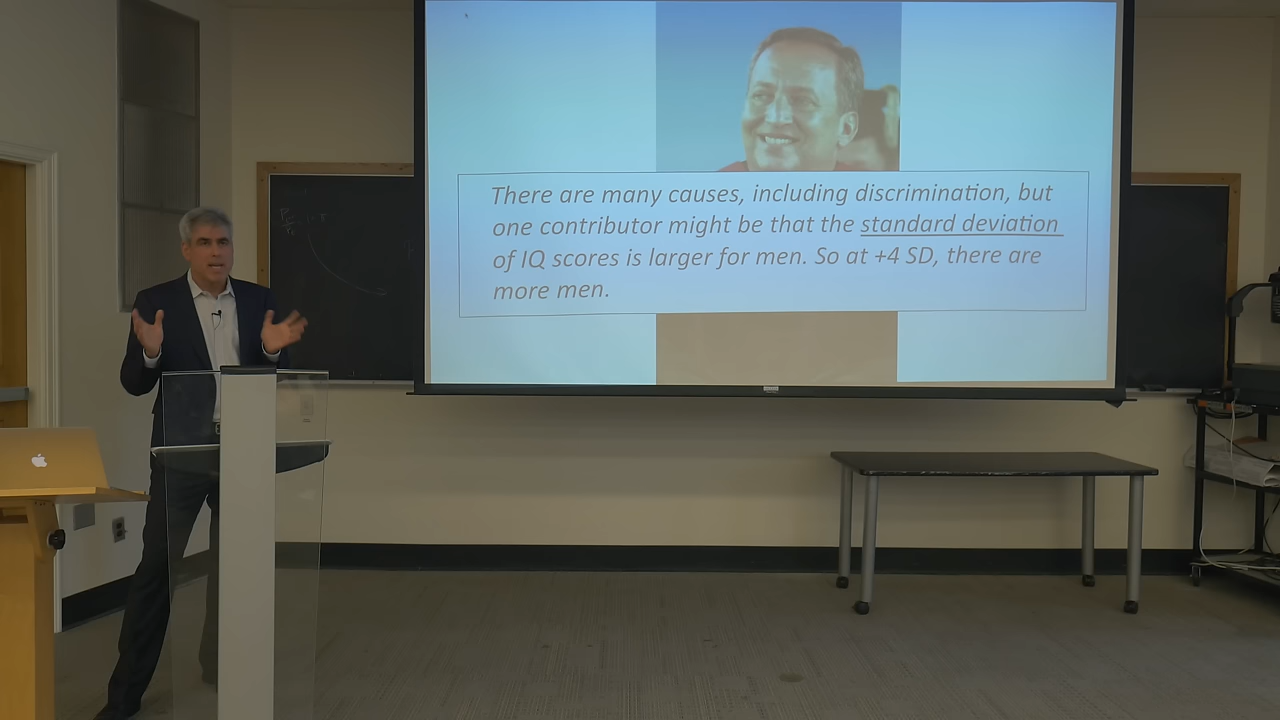 There are many causes, including discrimination, but
one contributor might be that the standard deviation
of IQ scores is larger for men. So at +4 SD, there are
more men.